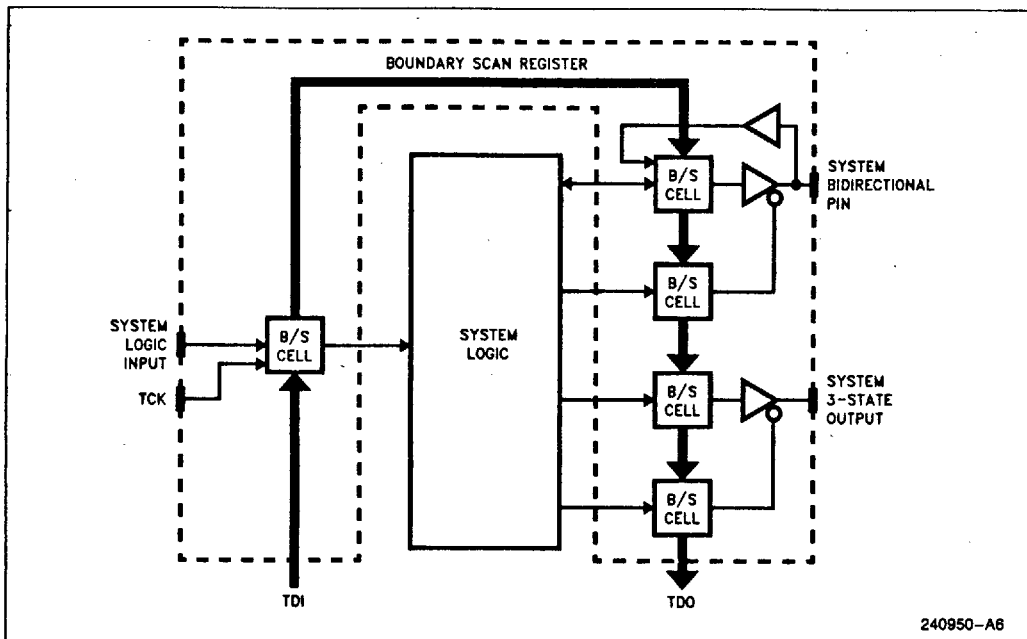 BOUNDARY SCAN REGISTER
B/S
CELL
SYSTEM
BIDIRECTIONAL
PIN
B/S
CELL
SYSTEM
LOGIC
INPUT
B/S
CELL
SYSTEM
LOGIC
TCK
B/S
CELL
SYSTEM
3-STATE
OUTPUT
B/S
CELL
TDI
TDO
240950-A6